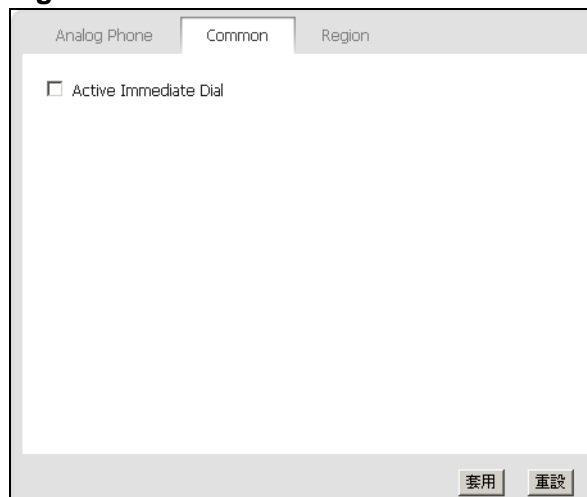 Analog Phone Common Region
Active Immediate Dial
套用 重設